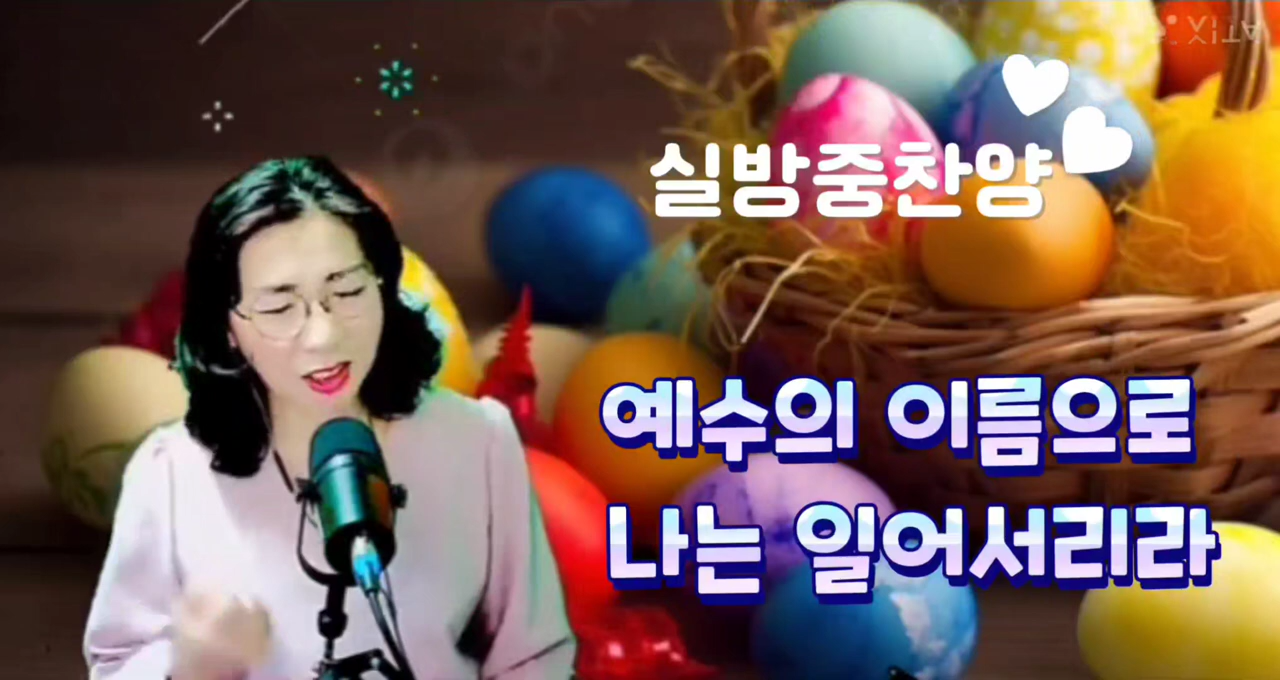 실방중찬양
예수의 이름으로
나는 일어서리라